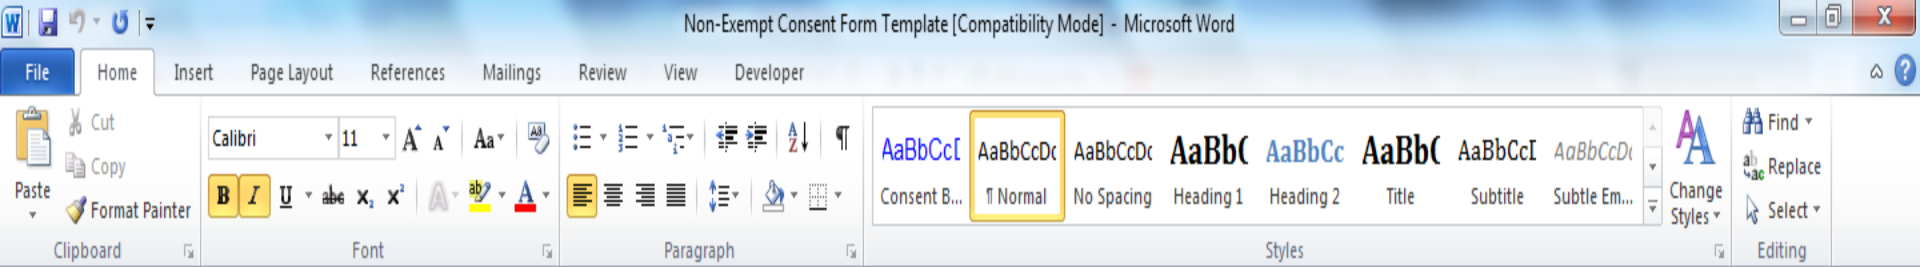 Non-Exempt Consent Form Template [Compatibility Mode] - Microsoft Word
File Home Insert Page Layout References Mailings Review View Developer
Paste
Cut
Copy
Format Painter
Clipboard
Calibri 11 A A Aa
B I U abc x₂ x² A ab A
Font
A Z ¶
Paragraph
AaBbCcD AaBbCcDc AaBbCcDc AaBb( AaBbCc AaBb( AaBbCcI AaBbCcDc
Consent B... ¶ Normal No Spacing Heading 1 Heading 2 Title Subtitle Subtle Em...
Change
Styles
Styles
Find
Replace
Select
Editing